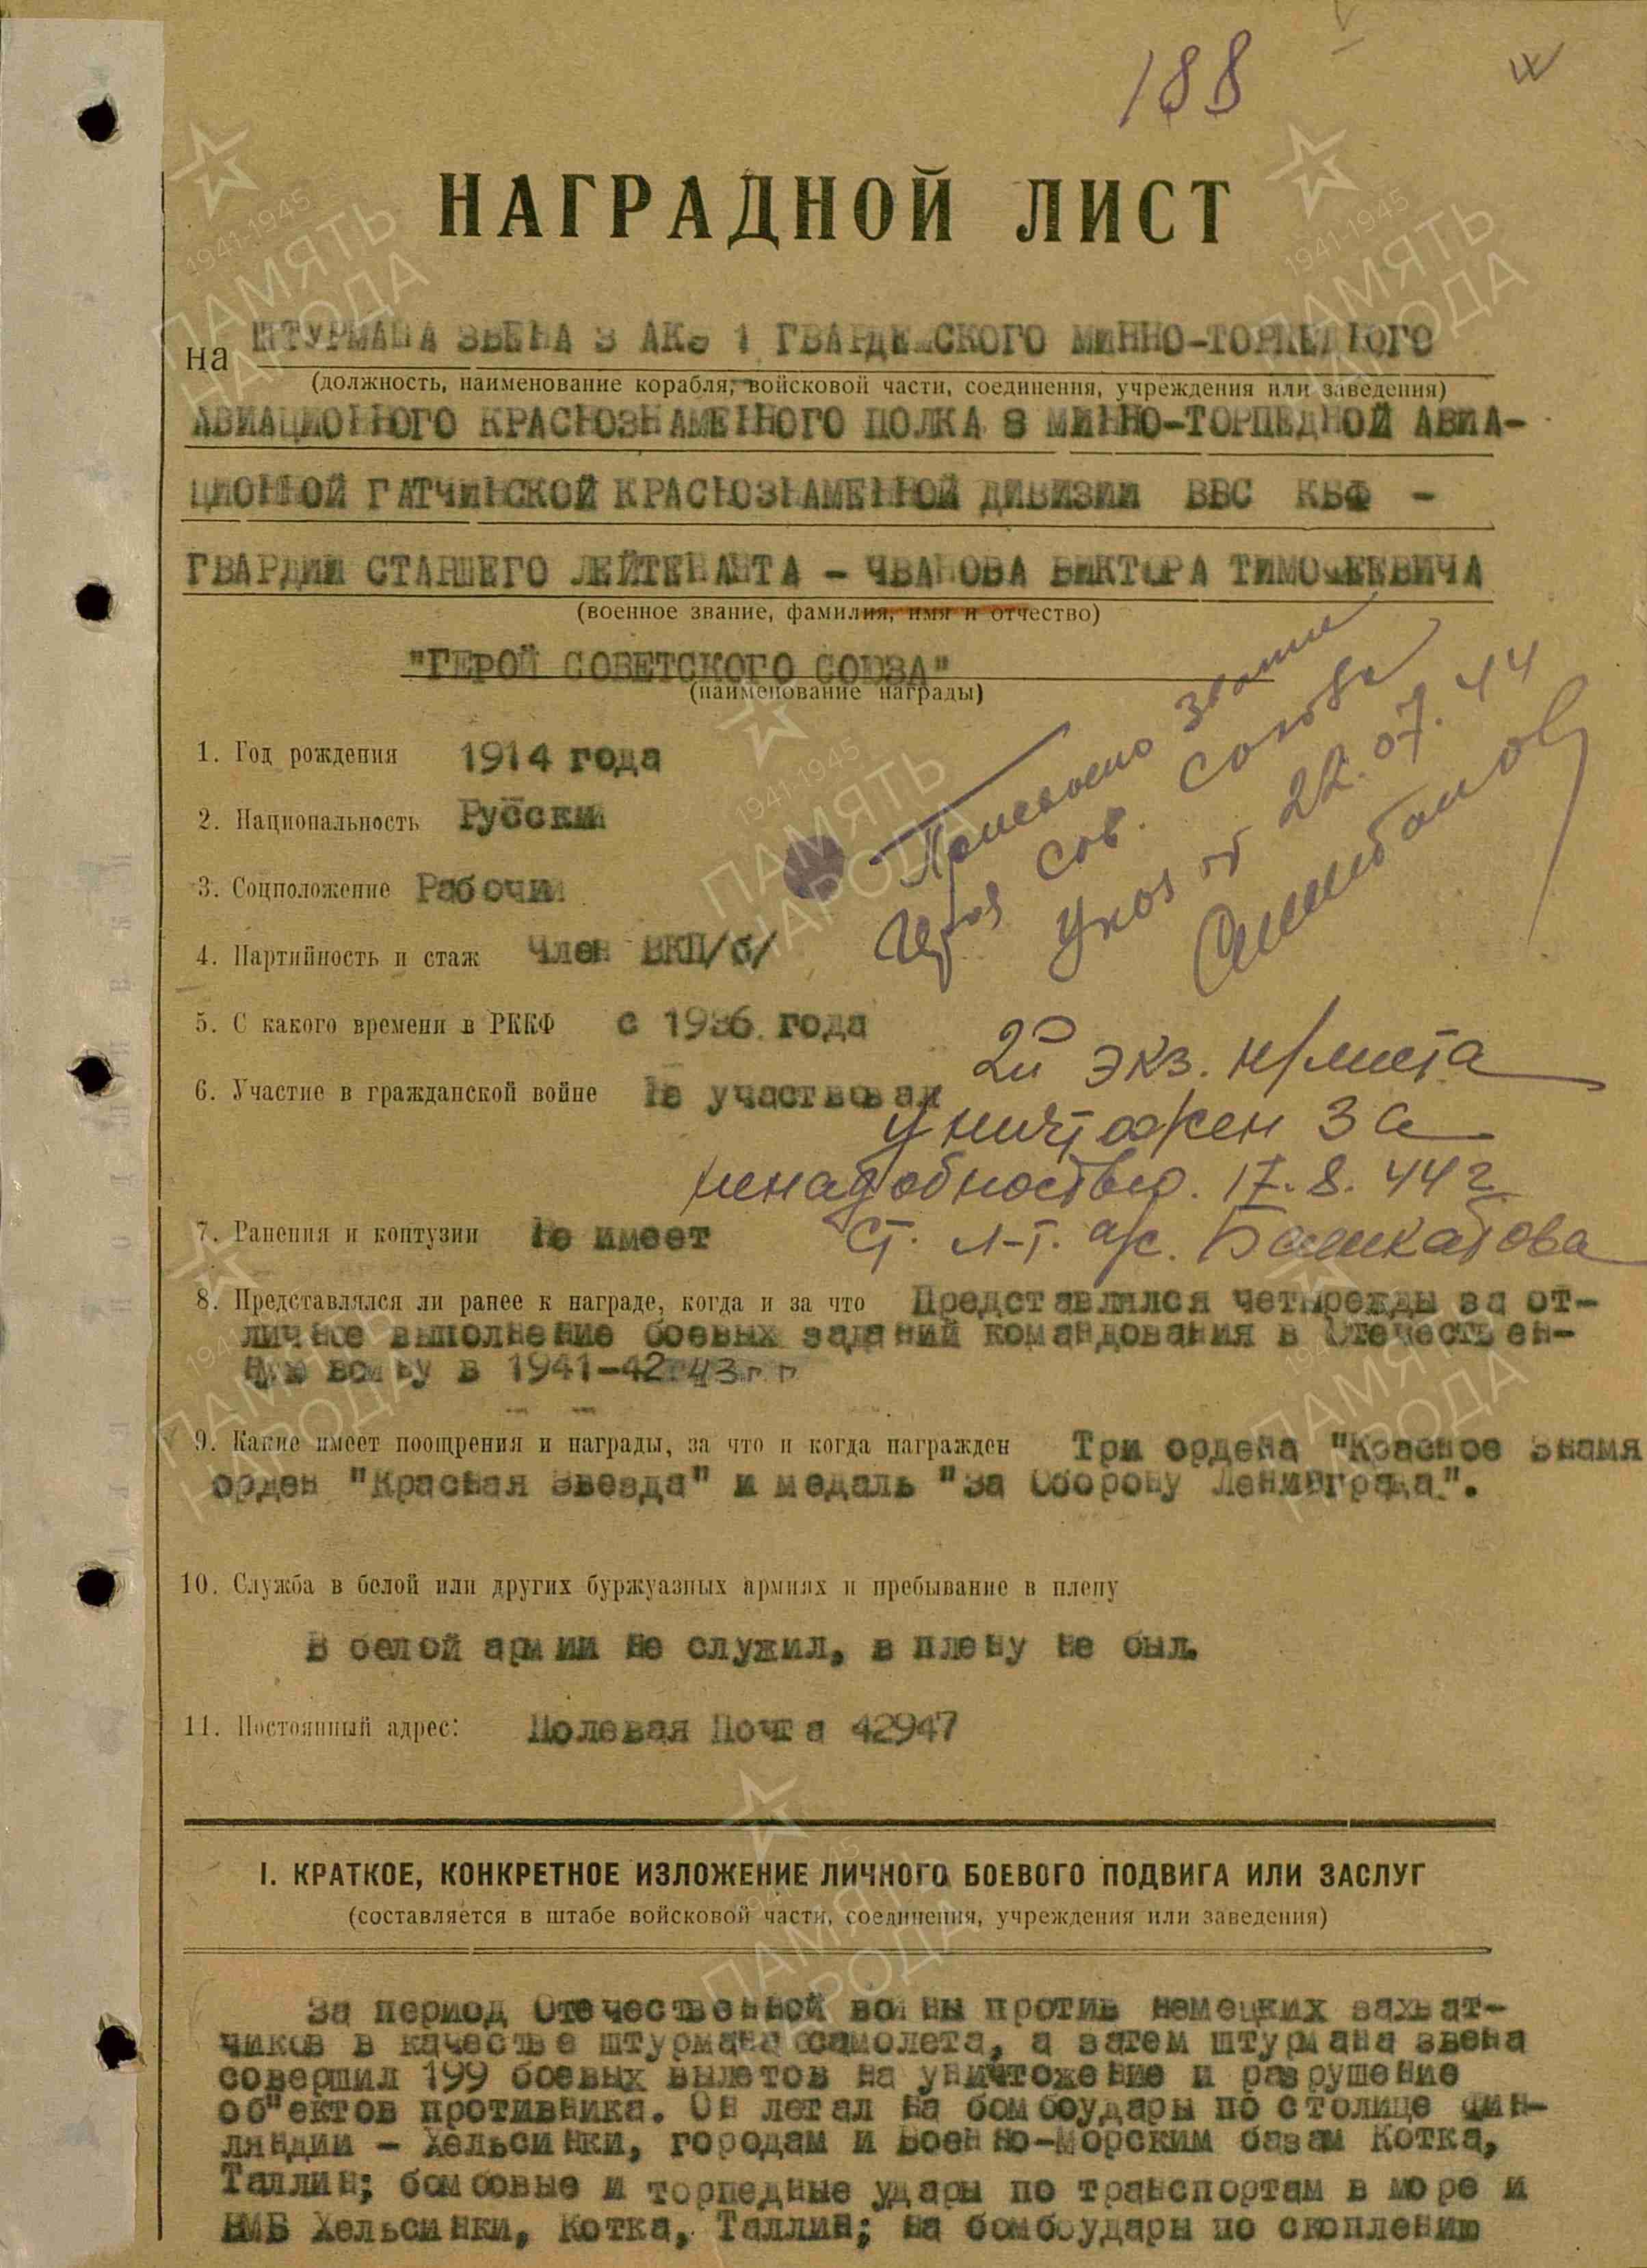 188
НАГРАДНОЙ ЛИСТ
на ШТУРМАНА ЗВЕНА 3 АКЭ 1 ГВАРДЕЙСКОГО МИННО-ТОРПЕДНОГО
(должность, наименование корабля, войсковой части, соединения, учреждения или заведения)
АВИАЦИОННОГО КРАСНОЗНАМЕННОГО ПОЛКА 8 МИННО-ТОРПЕДНОЙ АВИА-
ЦИОННОЙ ГАТЧИНСКОЙ КРАСНОЗНАМЕННОЙ ДИВИЗИИ ВВС КБФ -
ГВАРДИИ СТАРШЕГО ЛЕЙТЕНАНТА - ЧВАНОВА ВИКТОРА ТИМОФЕЕВИЧА
(военное звание, фамилия, имя и отчество)
"ГЕРОЙ СОВЕТСКОГО СОЮЗА"
(наименование награды)
Присвоено звание
Героя Сов. Союза
Указ от 22.07.44
1. Год рождения 1914 года
2. Национальность Русский
3. Соцположение Рабочий
4. Партийность и стаж Член ВКП/б/
5. С какого времени в РККФ с 1936 года
6. Участие в гражданской войне Не участвовал
2й экз. н/листа
уничтожен за
ненадобностью. 17.8.44 г
7. Ранения и контузии Не имеет
Ст. л-т. а/с. Башкатова
8. Представлялся ли ранее к награде, когда и за что Представлялся четырежды за от-
личное выполнение боевых заданий командования в Отечествен-
ную войну в 1941-42-43г.г
9. Какие имеет поощрения и награды, за что и когда награжден Три ордена "Красное Знамя
орден "Красная Звезда" и медаль "За Оборону Ленинграда".
10. Служба в белой или других буржуазных армиях и пребывание в плену
В белой армии не служил, в плену не был.
11. Постоянный адрес: Полевая Почта 42947
I. КРАТКОЕ, КОНКРЕТНОЕ ИЗЛОЖЕНИЕ ЛИЧНОГО БОЕВОГО ПОДВИГА ИЛИ ЗАСЛУГ
(составляется в штабе войсковой части, соединения, учреждения или заведения)
За период Отечественной войны против немецких захват-
чиков в качестве штурмана самолета, а затем штурмана звена
совершил 199 боевых вылетов на уничтожение и разрушение
об"ектов противника. Он летал на бомбоудары по столице Фин-
ляндии - Хельсинки, городам и Военно-Морским базам Котка,
Таллин; бомбовые и торпедные удары по транспортам в море и
ВМБ Хельсинки, Котка, Таллин; на бомбоудары по скоплению